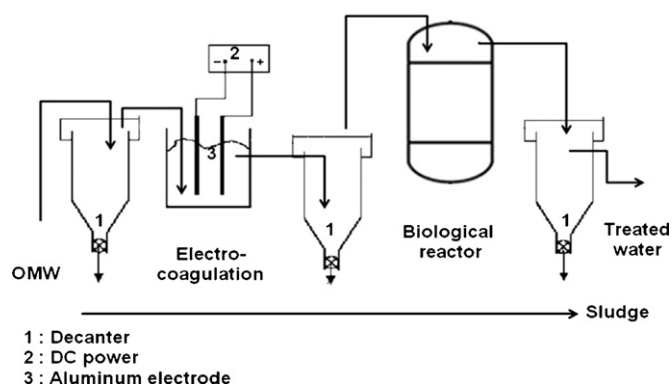 2
− +
3
1
1
1
OMW
Electro-
coagulation
Biological
reactor
Treated
water
Sludge
1 : Decanter
2 : DC power
3 : Aluminum electrode